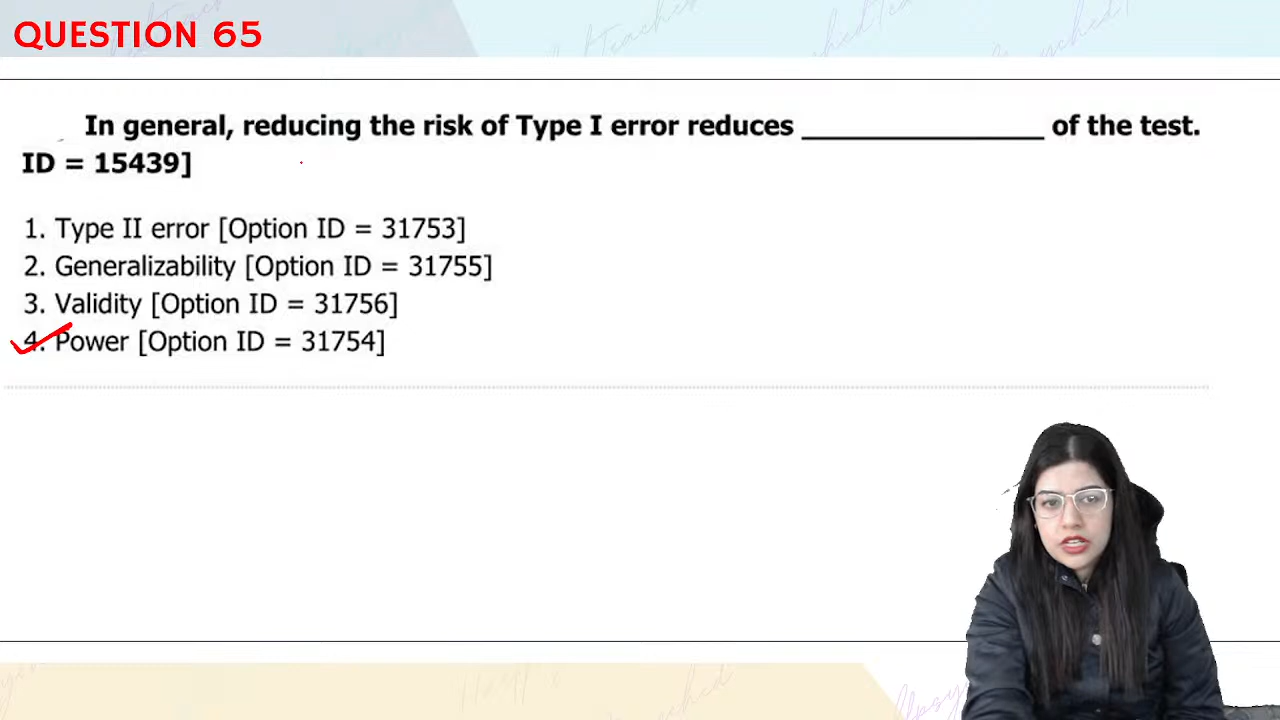 QUESTION 65
In general, reducing the risk of Type I error reduces _________________ of the test.
ID = 15439]
1. Type II error [Option ID = 31753]
2. Generalizability [Option ID = 31755]
3. Validity [Option ID = 31756]
4. Power [Option ID = 31754]